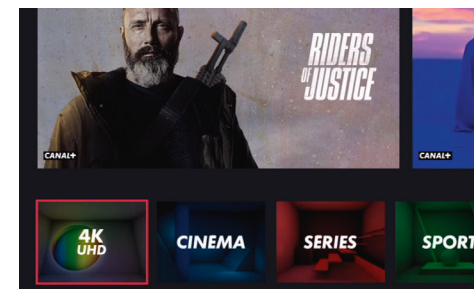 RIDERS
OF JUSTICE
CANAL+
CANAL+
4K
UHD
CINEMA
SERIES
SPORT